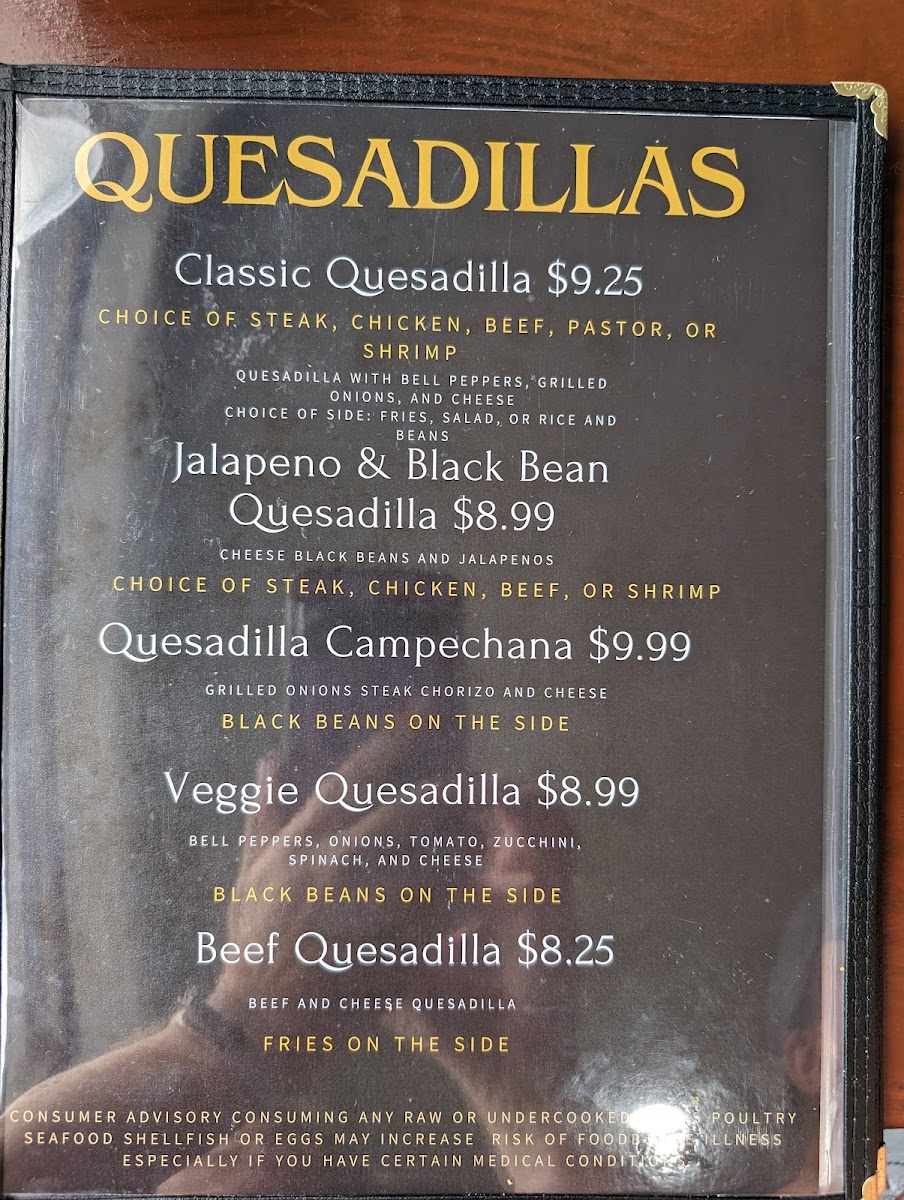 QUESADILLAS
Classic Quesadilla $9.25
CHOICE OF STEAK, CHICKEN, BEEF, PASTOR, OR
SHRIMP
QUESADILLA WITH BELL PEPPERS, GRILLED
ONIONS, AND CHEESE
CHOICE OF SIDE: FRIES, SALAD, OR RICE AND
BEANS
Jalapeno & Black Bean
Quesadilla $8.99
CHEESE BLACK BEANS AND JALAPENOS
CHOICE OF STEAK, CHICKEN, BEEF, OR SHRIMP
Quesadilla Campechana $9.99
GRILLED ONIONS STEAK CHORIZO AND CHEESE
BLACK BEANS ON THE SIDE
Veggie Quesadilla $8.99
BELL PEPPERS, ONIONS, TOMATO, ZUCCHINI,
SPINACH, AND CHEESE
BLACK BEANS ON THE SIDE
Beef Quesadilla $8.25
BEEF AND CHEESE QUESADILLA
FRIES ON THE SIDE
CONSUMER ADVISORY CONSUMING ANY RAW OR UNDERCOOKED POULTRY
SEAFOOD SHELLFISH OR EGGS MAY INCREASE RISK OF ILLNESS
ESPECIALLY IF YOU HAVE CERTAIN MEDICAL CONDITIONS